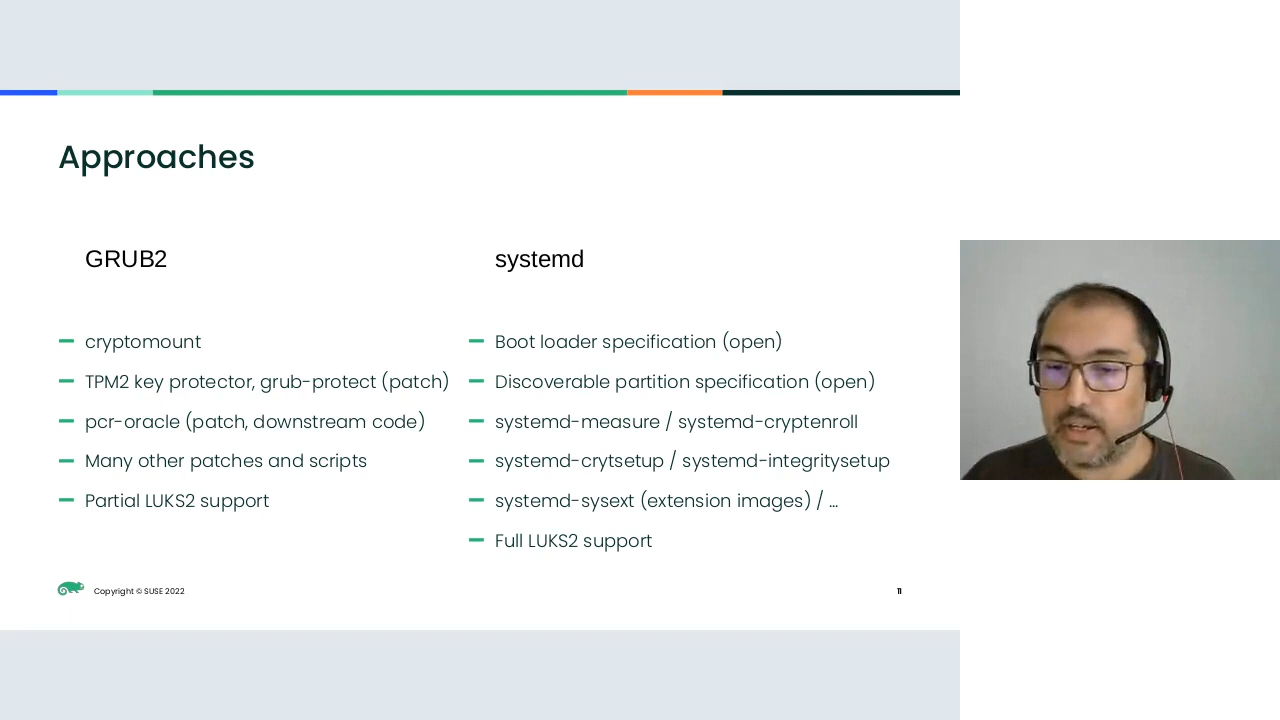 Approaches
GRUB2
cryptomount
TPM2 key protector, grub-protect (patch)
pcr-oracle (patch, downstream code)
Many other patches and scripts
Partial LUKS2 support
systemd
Boot loader specification (open)
Discoverable partition specification (open)
systemd-measure / systemd-cryptenroll
systemd-crytsetup / systemd-integritysetup
systemd-sysext (extension images) / ...
Full LUKS2 support
Copyright © SUSE 2022
11